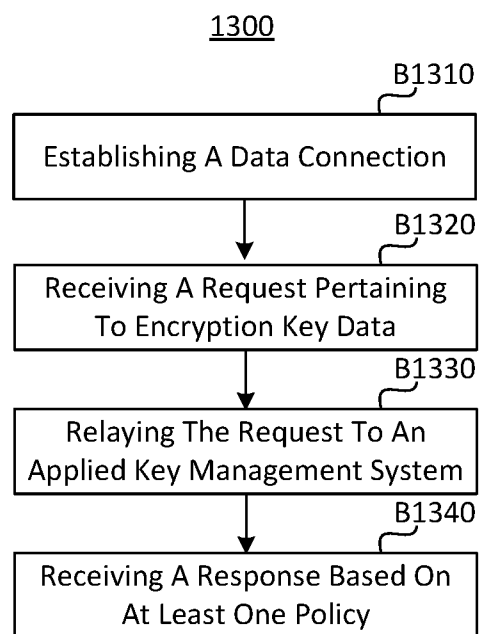 1300
B1310
Establishing A Data Connection
B1320
Receiving A Request Pertaining
To Encryption Key Data
B1330
Relaying The Request To An
Applied Key Management System
B1340
Receiving A Response Based On
At Least One Policy